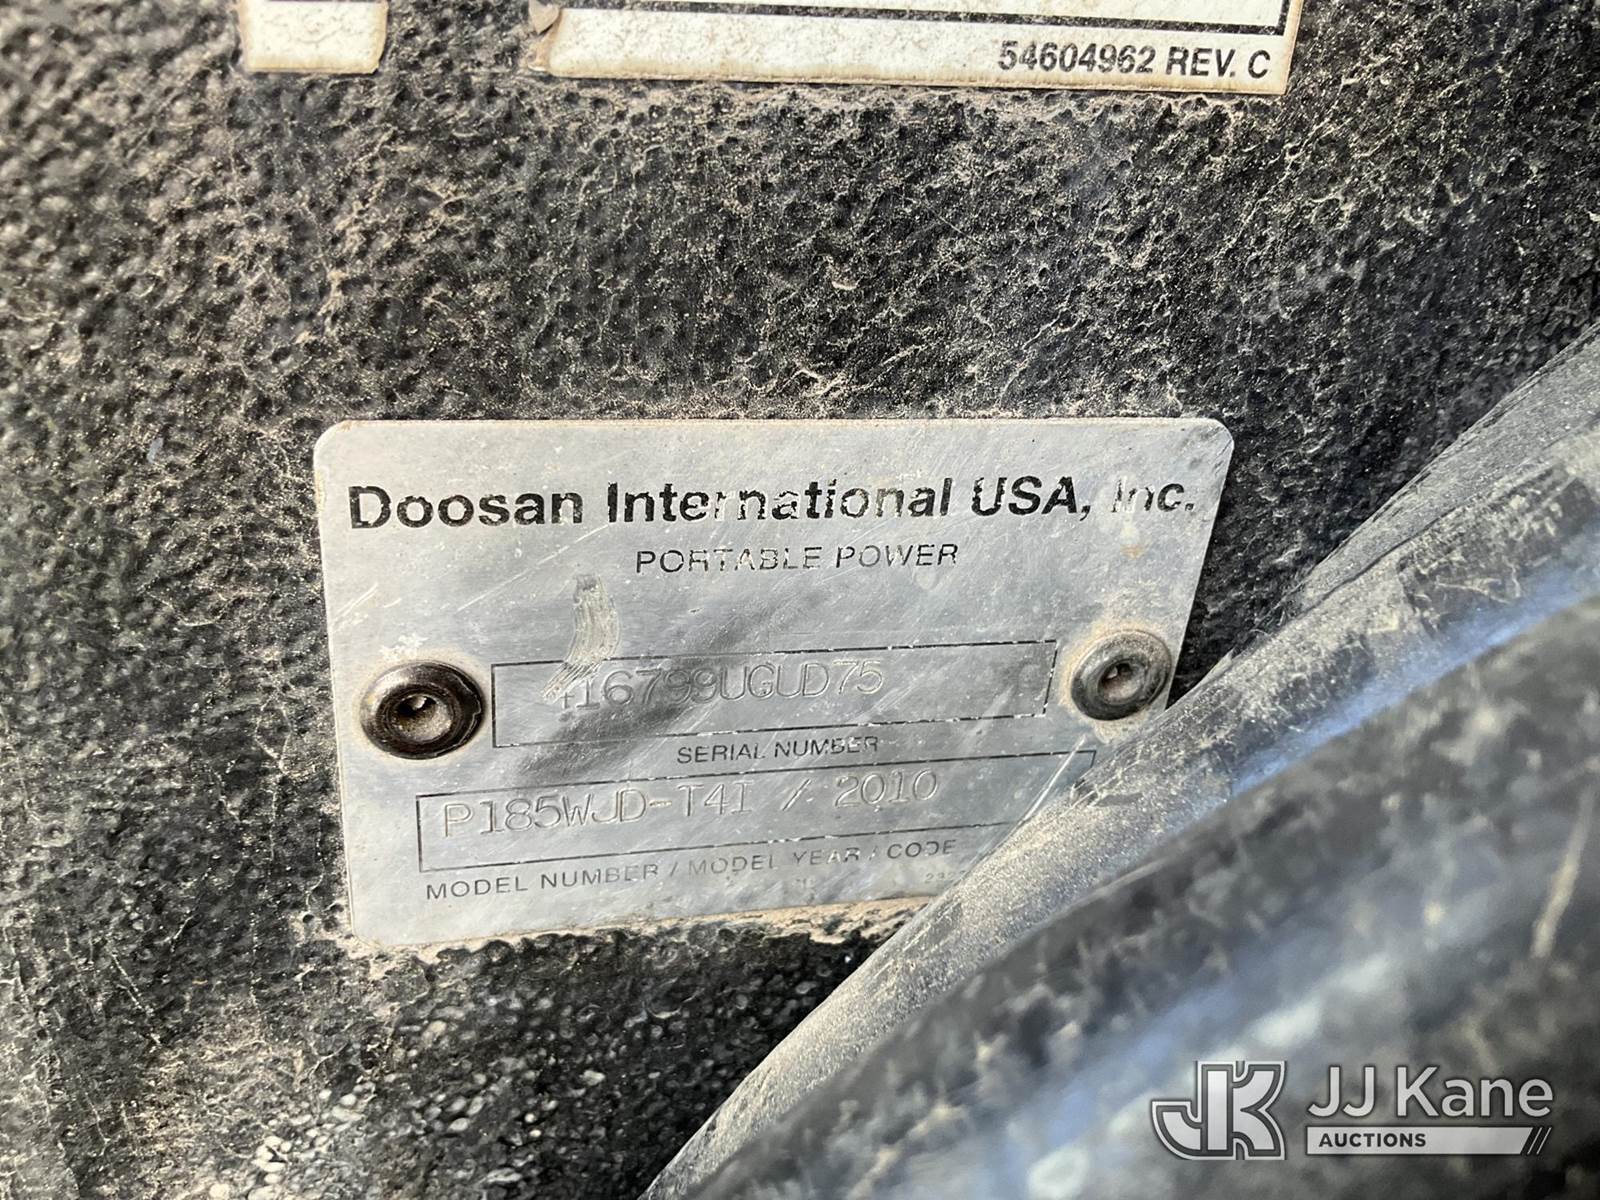 54604962 REV. C
Doosan International USA, Inc.
PORTABLE POWER
416799UGUD75
SERIAL NUMBER
P185WJD-T4I / 2010
MODEL NUMBER / MODEL YEAR / CODE
JK JJ Kane
AUCTIONS